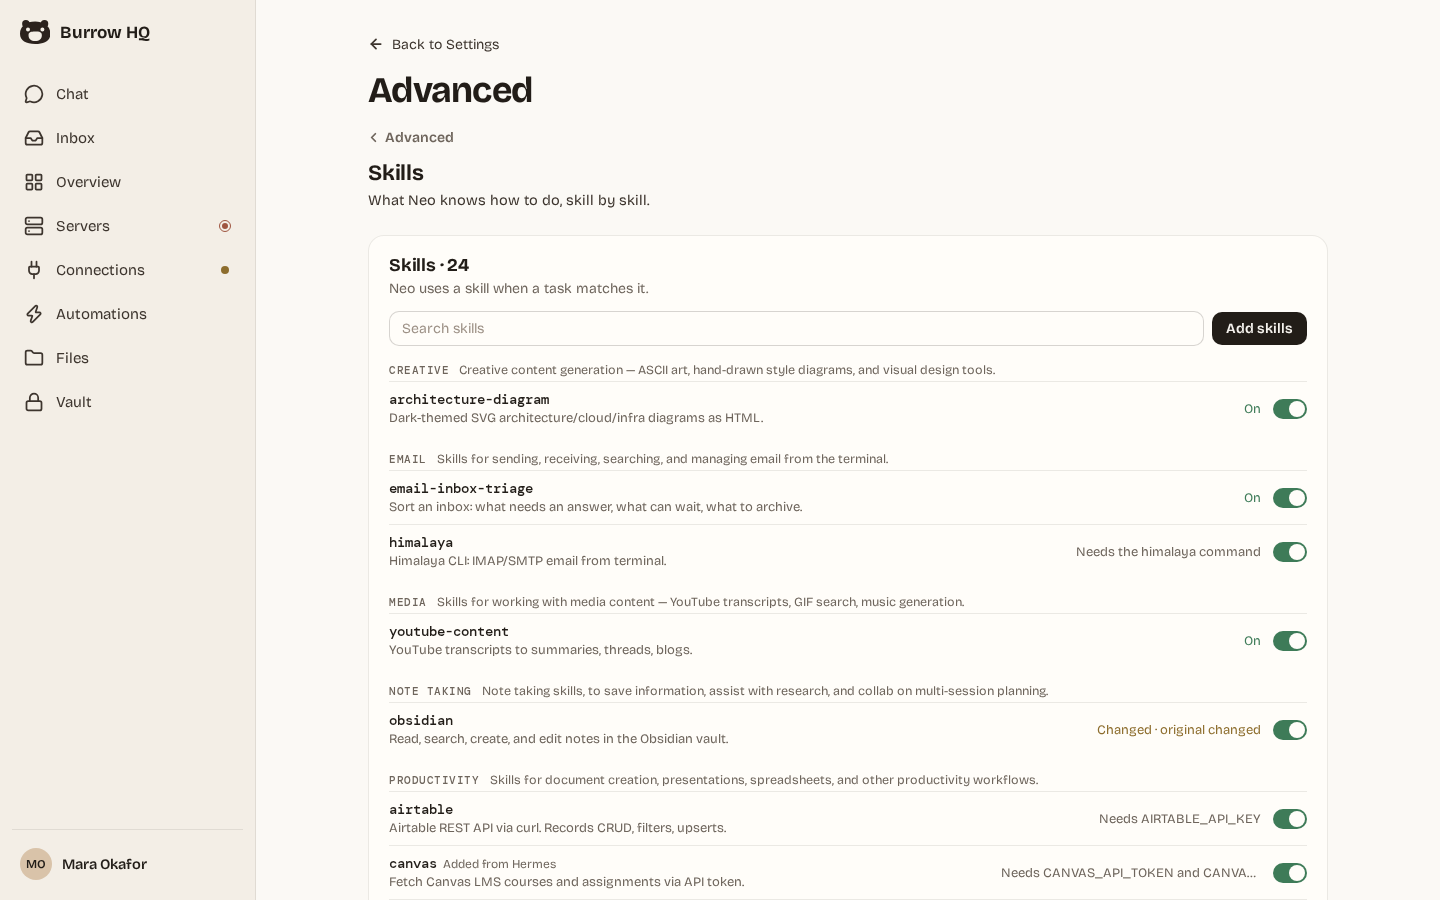 Burrow HQ
Chat
Inbox
Overview
Servers
Connections
Automations
Files
Vault
MO
Mara Okafor
Back to Settings
Advanced
Advanced
Skills
What Neo knows how to do, skill by skill.
Skills · 24
Neo uses a skill when a task matches it.
Search skills
Add skills
CREATIVE Creative content generation — ASCII art, hand-drawn style diagrams, and visual design tools.
architecture-diagram
Dark-themed SVG architecture/cloud/infra diagrams as HTML.
On
EMAIL Skills for sending, receiving, searching, and managing email from the terminal.
email-inbox-triage
Sort an inbox: what needs an answer, what can wait, what to archive.
On
himalaya
Himalaya CLI: IMAP/SMTP email from terminal.
Needs the himalaya command
MEDIA Skills for working with media content — YouTube transcripts, GIF search, music generation.
youtube-content
YouTube transcripts to summaries, threads, blogs.
On
NOTE TAKING Note taking skills, to save information, assist with research, and collab on multi-session planning.
obsidian
Read, search, create, and edit notes in the Obsidian vault.
Changed · original changed
PRODUCTIVITY Skills for document creation, presentations, spreadsheets, and other productivity workflows.
airtable
Airtable REST API via curl. Records CRUD, filters, upserts.
Needs AIRTABLE_API_KEY
canvas Added from Hermes
Fetch Canvas LMS courses and assignments via API token.
Needs CANVAS_API_TOKEN and CANVA…